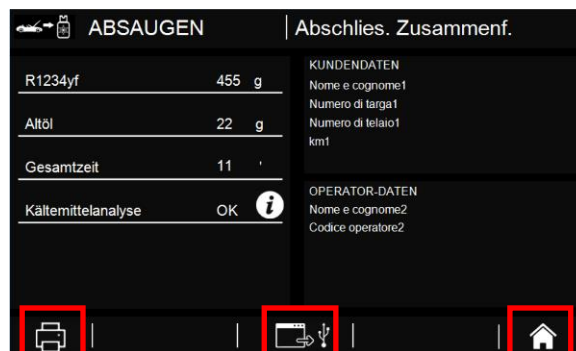 ABSAUGEN
Abschlies. Zusammenf.
R1234yf 455 g
Altöl 22 g
Gesamtzeit 11 '
Kältemittelanalyse OK i
KUNDENDATEN
Nome e cognome1
Numero di targa1
Numero di telaio1
km1
OPERATOR-DATEN
Nome e cognome2
Codice operatore2